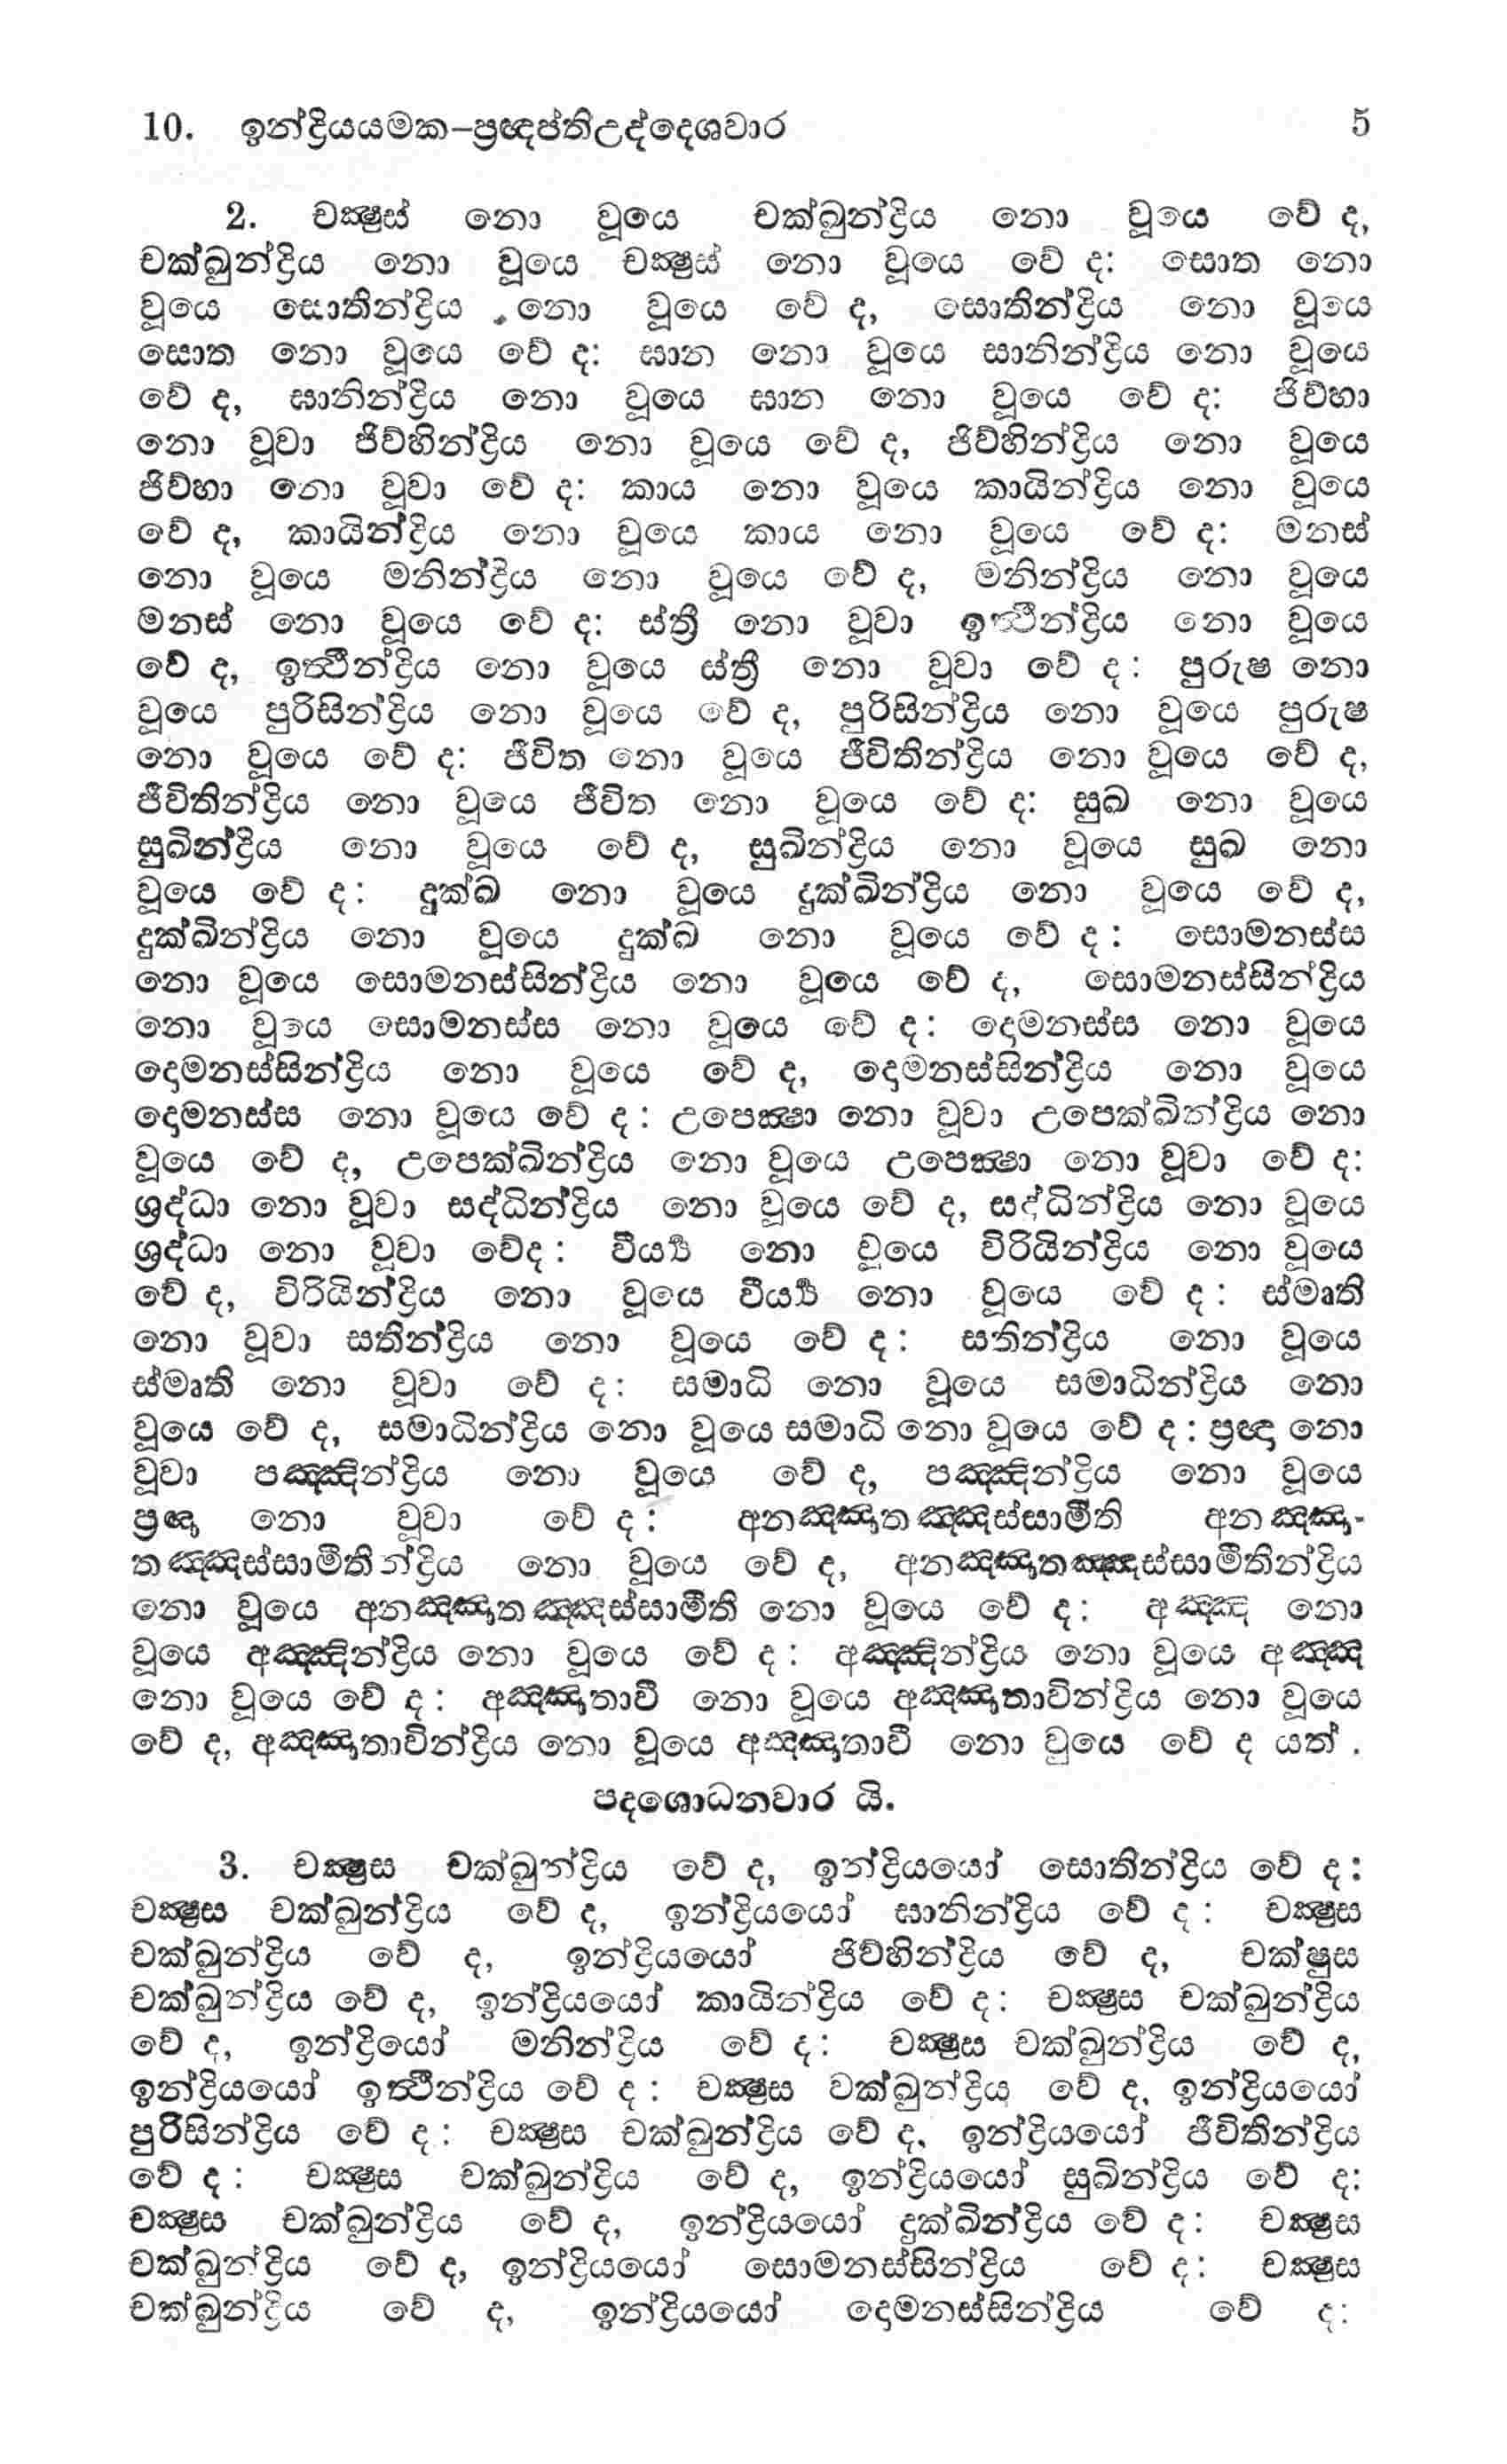 10. ඉන්ද්‍රියයමක–ප්‍රඥප්තිඋද්දෙශවාර 5
2. චක්‍ෂුස් නො වූයෙ චක්ඛුන්ද්‍රිය නො වූයෙ වේ ද,
චක්ඛුන්ද්‍රිය නො වූයෙ චක්‍ෂුස් නො වූයෙ වේ ද: සොත නො
වූයෙ සොතින්ද්‍රිය නො වූයෙ වේ ද, සොතින්ද්‍රිය නො වූයෙ
සොත නො වූයෙ වේ ද: ඝාන නො වූයෙ ඝානින්ද්‍රිය නො වූයෙ
වේ ද, ඝානින්ද්‍රිය නො වූයෙ ඝාන නො වූයෙ වේ ද: ජිව්හා
නො වූවා ජිව්හින්ද්‍රිය නො වූයෙ වේ ද, ජිව්හින්ද්‍රිය නො වූයෙ
ජිව්හා නො වූවා වේ ද: කාය නො වූයෙ කායින්ද්‍රිය නො වූයෙ
වේ ද, කායින්ද්‍රිය නො වූයෙ කාය නො වූයෙ වේ ද: මනස්
නො වූයෙ මනින්ද්‍රිය නො වූයෙ වේ ද, මනින්ද්‍රිය නො වූයෙ
මනස් නො වූයෙ වේ ද: ස්ත්‍රී නො වූවා ඉත්‍ථින්ද්‍රිය නො වූයෙ
වේ ද, ඉත්‍ථින්ද්‍රිය නො වූයෙ ස්ත්‍රී නො වූවා වේ ද: පුරුෂ නො
වූයෙ පුරිසින්ද්‍රිය නො වූයෙ වේ ද, පුරිසින්ද්‍රිය නො වූයෙ පුරුෂ
නො වූයෙ වේ ද: ජීවිත නො වූයෙ ජීවිතින්ද්‍රිය නො වූයෙ වේ ද,
ජීවිතින්ද්‍රිය නො වූයෙ ජීවිත නො වූයෙ වේ ද: සුඛ නො වූයෙ
සුඛින්ද්‍රිය නො වූයෙ වේ ද, සුඛින්ද්‍රිය නො වූයෙ සුඛ නො
වූයෙ වේ ද: දුක්ඛ නො වූයෙ දුක්ඛින්ද්‍රිය නො වූයෙ වේ ද,
දුක්ඛින්ද්‍රිය නො වූයෙ දුක්ඛ නො වූයෙ වේ ද: සොමනස්ස
නො වූයෙ සොමනස්සින්ද්‍රිය නො වූයෙ වේ ද, සොමනස්සින්ද්‍රිය
නො වූයෙ සොමනස්ස නො වූයෙ වේ ද: දොමනස්ස නො වූයෙ
දොමනස්සින්ද්‍රිය නො වූයෙ වේ ද, දොමනස්සින්ද්‍රිය නො වූයෙ
දොමනස්ස නො වූයෙ වේ ද: උපෙක්‍ෂා නො වූවා උපෙක්ඛින්ද්‍රිය නො
වූයෙ වේ ද, උපෙක්ඛින්ද්‍රිය නො වූයෙ උපෙක්‍ෂා නො වූවා වේ ද:
ශ්‍රද්ධා නො වූවා සද්ධින්ද්‍රිය නො වූයෙ වේ ද, සද්ධින්ද්‍රිය නො වූයෙ
ශ්‍රද්ධා නො වූවා වේද: වීර්‍ය්‍ය නො වූයෙ විරියින්ද්‍රිය නො වූයෙ
වේ ද, විරියින්ද්‍රිය නො වූයෙ වීර්‍ය්‍ය නො වූයෙ වේ ද: ස්මෘති
නො වූවා සතින්ද්‍රිය නො වූයෙ වේ ද: සතින්ද්‍රිය නො වූයෙ
ස්මෘති නො වූවා වේ ද: සමාධි නො වූයෙ සමාධින්ද්‍රිය නො
වූයෙ වේ ද, සමාධින්ද්‍රිය නො වූයෙ සමාධි නො වූයෙ වේ ද: ප්‍රඥා නො
වූවා පඤ්ඤින්ද්‍රිය නො වූයෙ වේ ද, පඤ්ඤින්ද්‍රිය නො වූයෙ
ප්‍රඥා නො වූවා වේ ද: අනඤ්ඤාතඤ්ඤස්සාමීති අනඤ්ඤා-
තඤ්ඤස්සාමීතින්ද්‍රිය නො වූයෙ වේ ද, අනඤ්ඤාතඤ්ඤස්සාමීතින්ද්‍රිය
නො වූයෙ අනඤ්ඤාතඤ්ඤස්සාමීති නො වූයෙ වේ ද: අඤ්ඤ නො
වූයෙ අඤ්ඤින්ද්‍රිය නො වූයෙ වේ ද: අඤ්ඤින්ද්‍රිය නො වූයෙ අඤ්ඤ
නො වූයෙ වේ ද: අඤ්ඤාතාවී නො වූයෙ අඤ්ඤාතාවින්ද්‍රිය නො වූයෙ
වේ ද, අඤ්ඤාතාවින්ද්‍රිය නො වූයෙ අඤ්ඤාතාවී නො වූයෙ වේ ද යත්.
පදශොධනවාර යි.
3. චක්‍ෂුස චක්ඛුන්ද්‍රිය වේ ද, ඉන්ද්‍රියයෝ සොතින්ද්‍රිය වේ ද:
චක්‍ෂුස චක්ඛුන්ද්‍රිය වේ ද, ඉන්ද්‍රියයෝ ඝානින්ද්‍රිය වේ ද: චක්‍ෂුස
චක්ඛුන්ද්‍රිය වේ ද, ඉන්ද්‍රියයෝ ජිව්හින්ද්‍රිය වේ ද, චක්ෂුස
චක්ඛුන්ද්‍රිය වේ ද, ඉන්ද්‍රියයෝ කායින්ද්‍රිය වේ ද: චක්‍ෂුස චක්ඛුන්ද්‍රිය
වේ ද, ඉන්ද්‍රියෝ මනින්ද්‍රිය වේ ද: චක්‍ෂුස චක්ඛුන්ද්‍රිය වේ ද,
ඉන්ද්‍රියයෝ ඉත්‍ථින්ද්‍රිය වේ ද: චක්‍ෂුස චක්ඛුන්ද්‍රිය වේ ද, ඉන්ද්‍රියයෝ
පුරිසින්ද්‍රිය වේ ද: චක්‍ෂුස චක්ඛුන්ද්‍රිය වේ ද, ඉන්ද්‍රියයෝ ජීවිතින්ද්‍රිය
වේ ද: චක්‍ෂුස චක්ඛුන්ද්‍රිය වේ ද, ඉන්ද්‍රියයෝ සුඛින්ද්‍රිය වේ ද:
චක්‍ෂුස චක්ඛුන්ද්‍රිය වේ ද, ඉන්ද්‍රියයෝ දුක්ඛින්ද්‍රිය වේ ද: චක්‍ෂුස
චක්ඛුන්ද්‍රිය වේ ද, ඉන්ද්‍රියයෝ සොමනස්සින්ද්‍රිය වේ ද: චක්‍ෂුස
චක්ඛුන්ද්‍රිය වේ ද, ඉන්ද්‍රියයෝ දොමනස්සින්ද්‍රිය වේ ද: